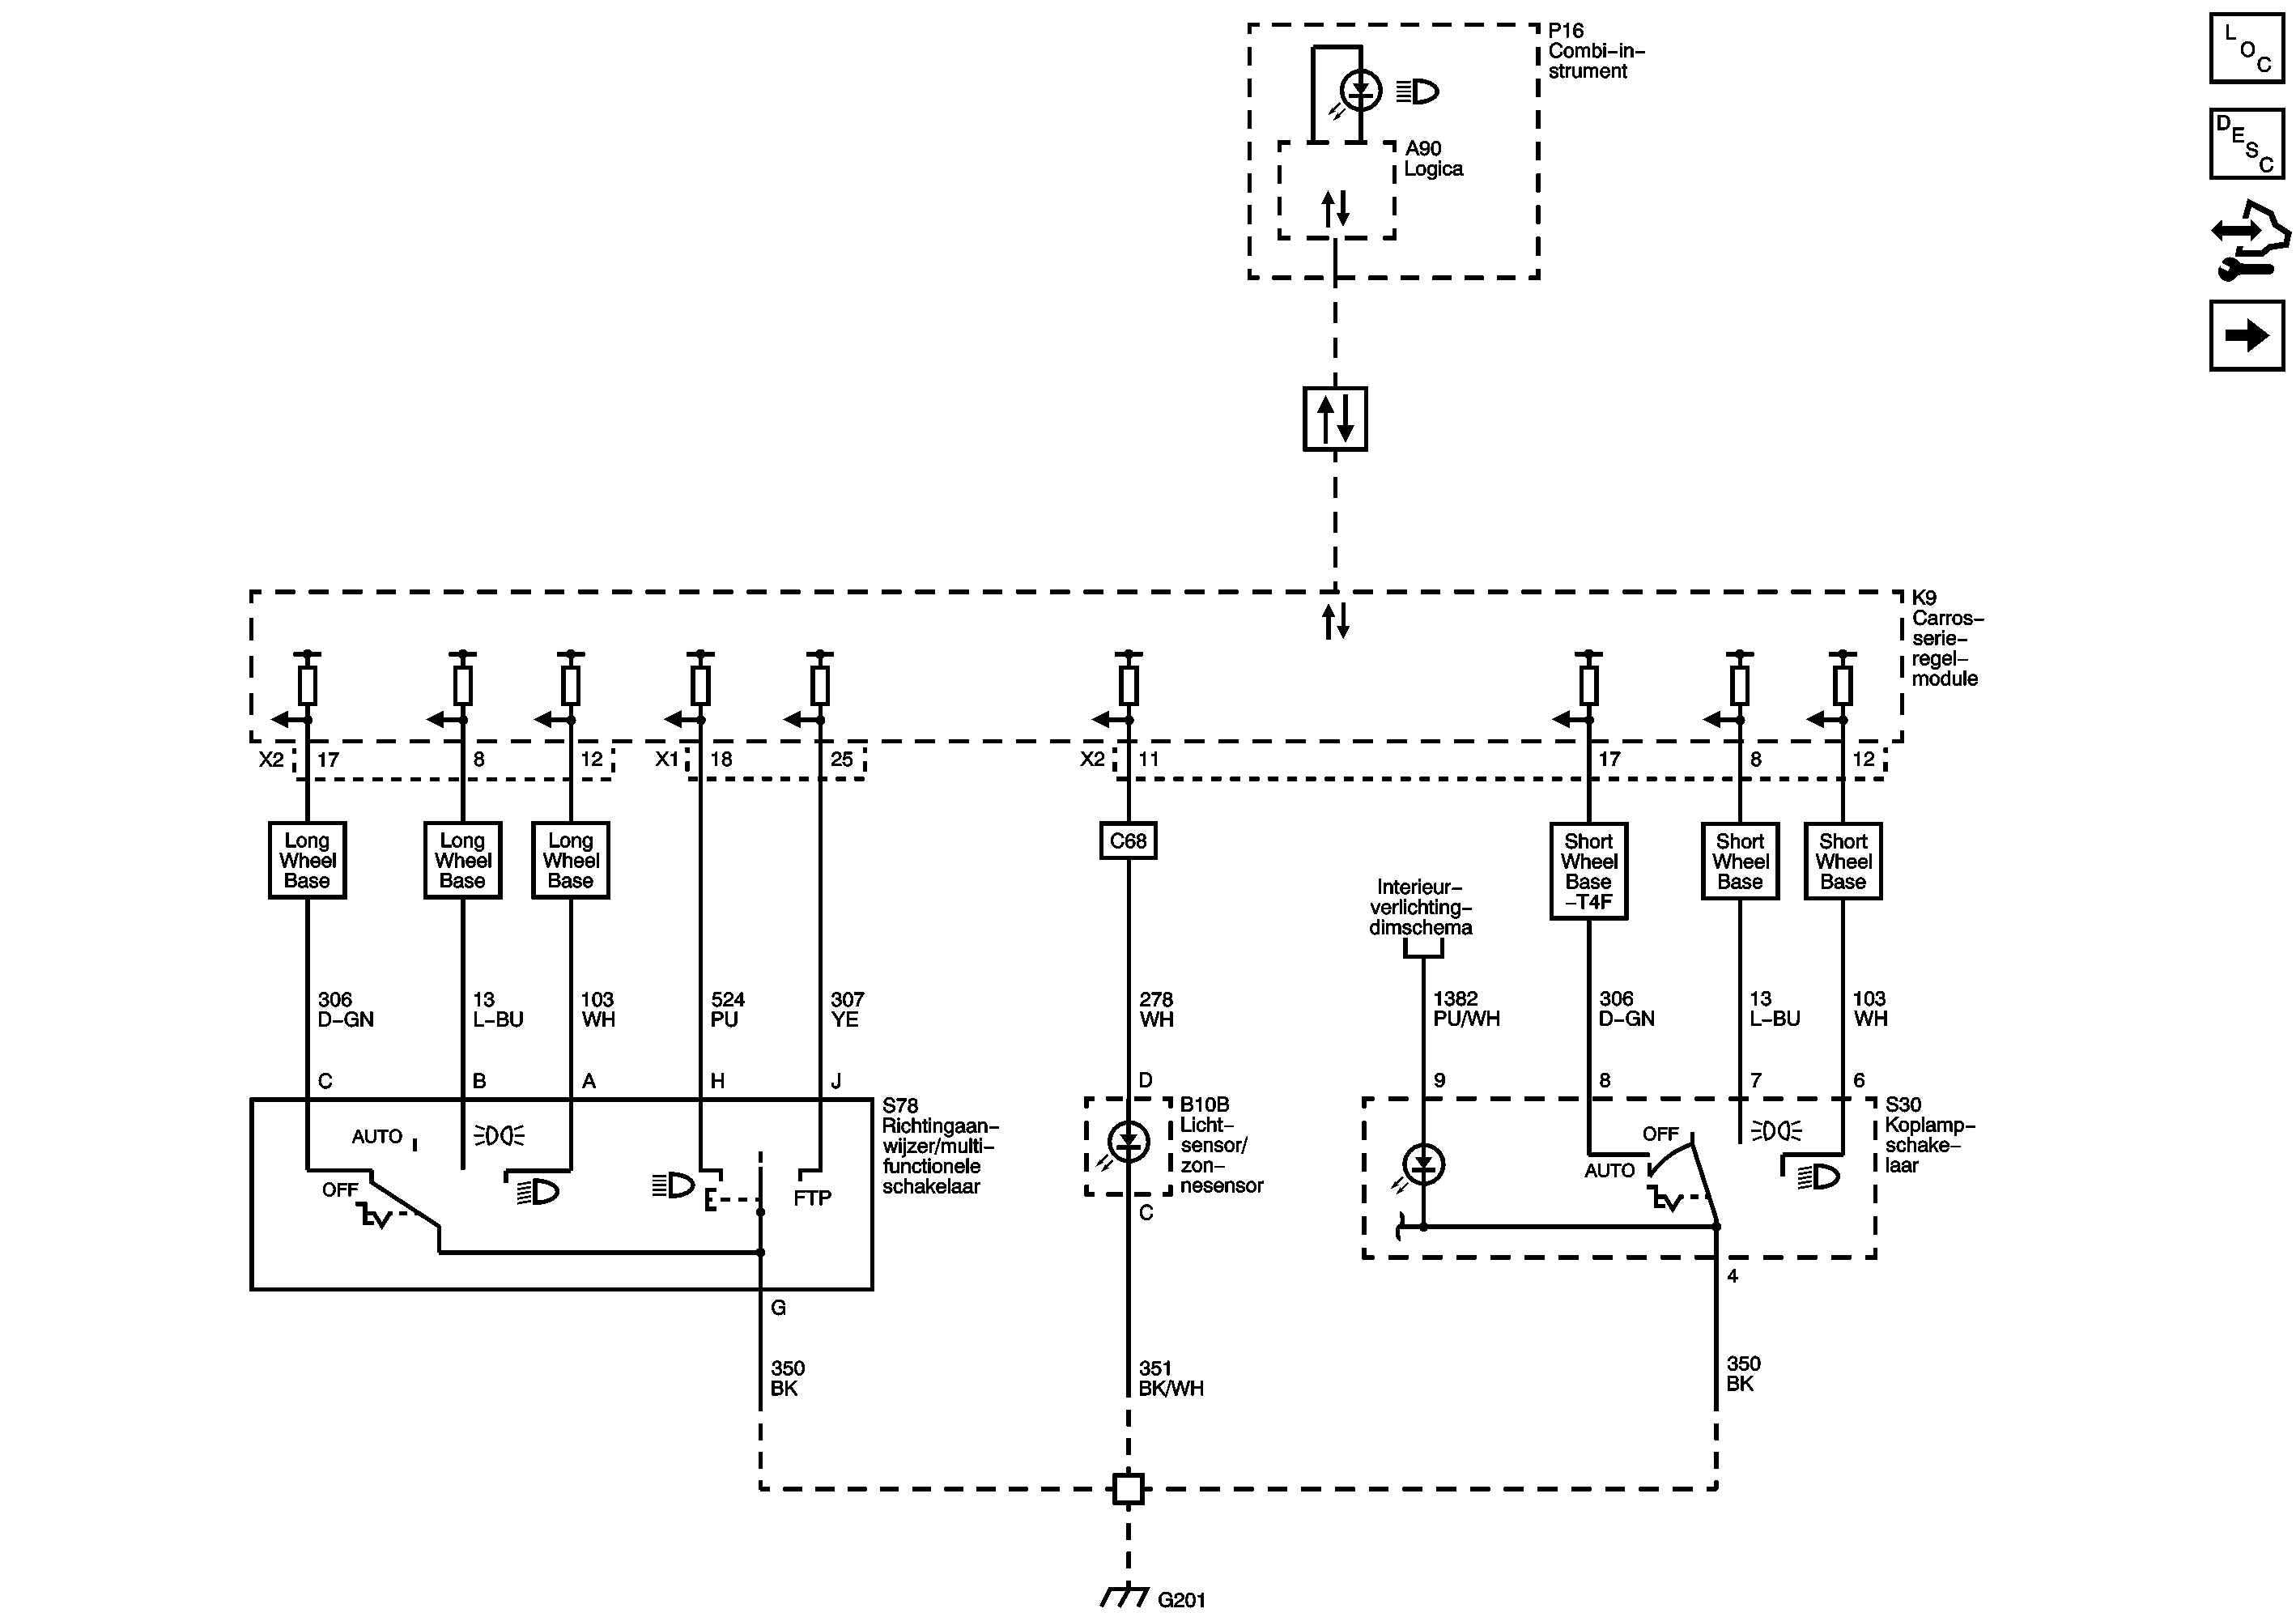 P16
Combi-in-
strument
L
O
C
D
E
S
C
A90
Logica
K9
Carros-
serie-
regel-
module
X2 17 8 12 X1 18 25 X2 11 17 8 12
Long
Wheel
Base
Long
Wheel
Base
Long
Wheel
Base
C68
Short
Wheel
Base
-T4F
Short
Wheel
Base
Short
Wheel
Base
Interieur-
verlichting-
dimschema
306
D-GN
13
L-BU
103
WH
524
PU
307
YE
278
WH
1382
PU/WH
306
D-GN
13
L-BU
103
WH
C B A H J D 9 8 7 6
S78
Richtingaan-
wijzer/multi-
functionele
schakelaar
AUTO
OFF
FTP
B10B
Licht-
sensor/
zon-
nesensor
C
S30
Koplamp-
schake-
laar
OFF
AUTO
G
4
350
BK
351
BK/WH
350
BK
G201